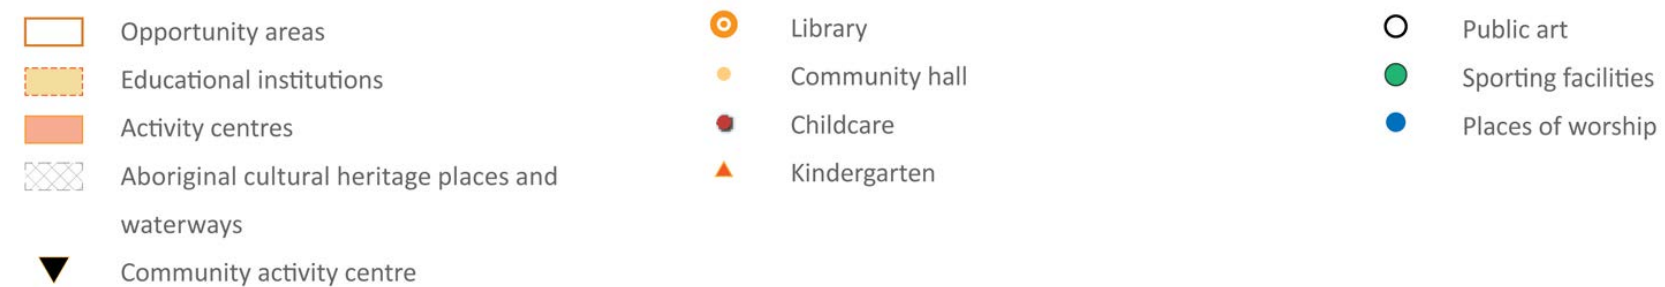 Opportunity areas
Educational institutions
Activity centres
Aboriginal cultural heritage places and
waterways
Community activity centre
Library
Community hall
Childcare
Kindergarten
Public art
Sporting facilities
Places of worship